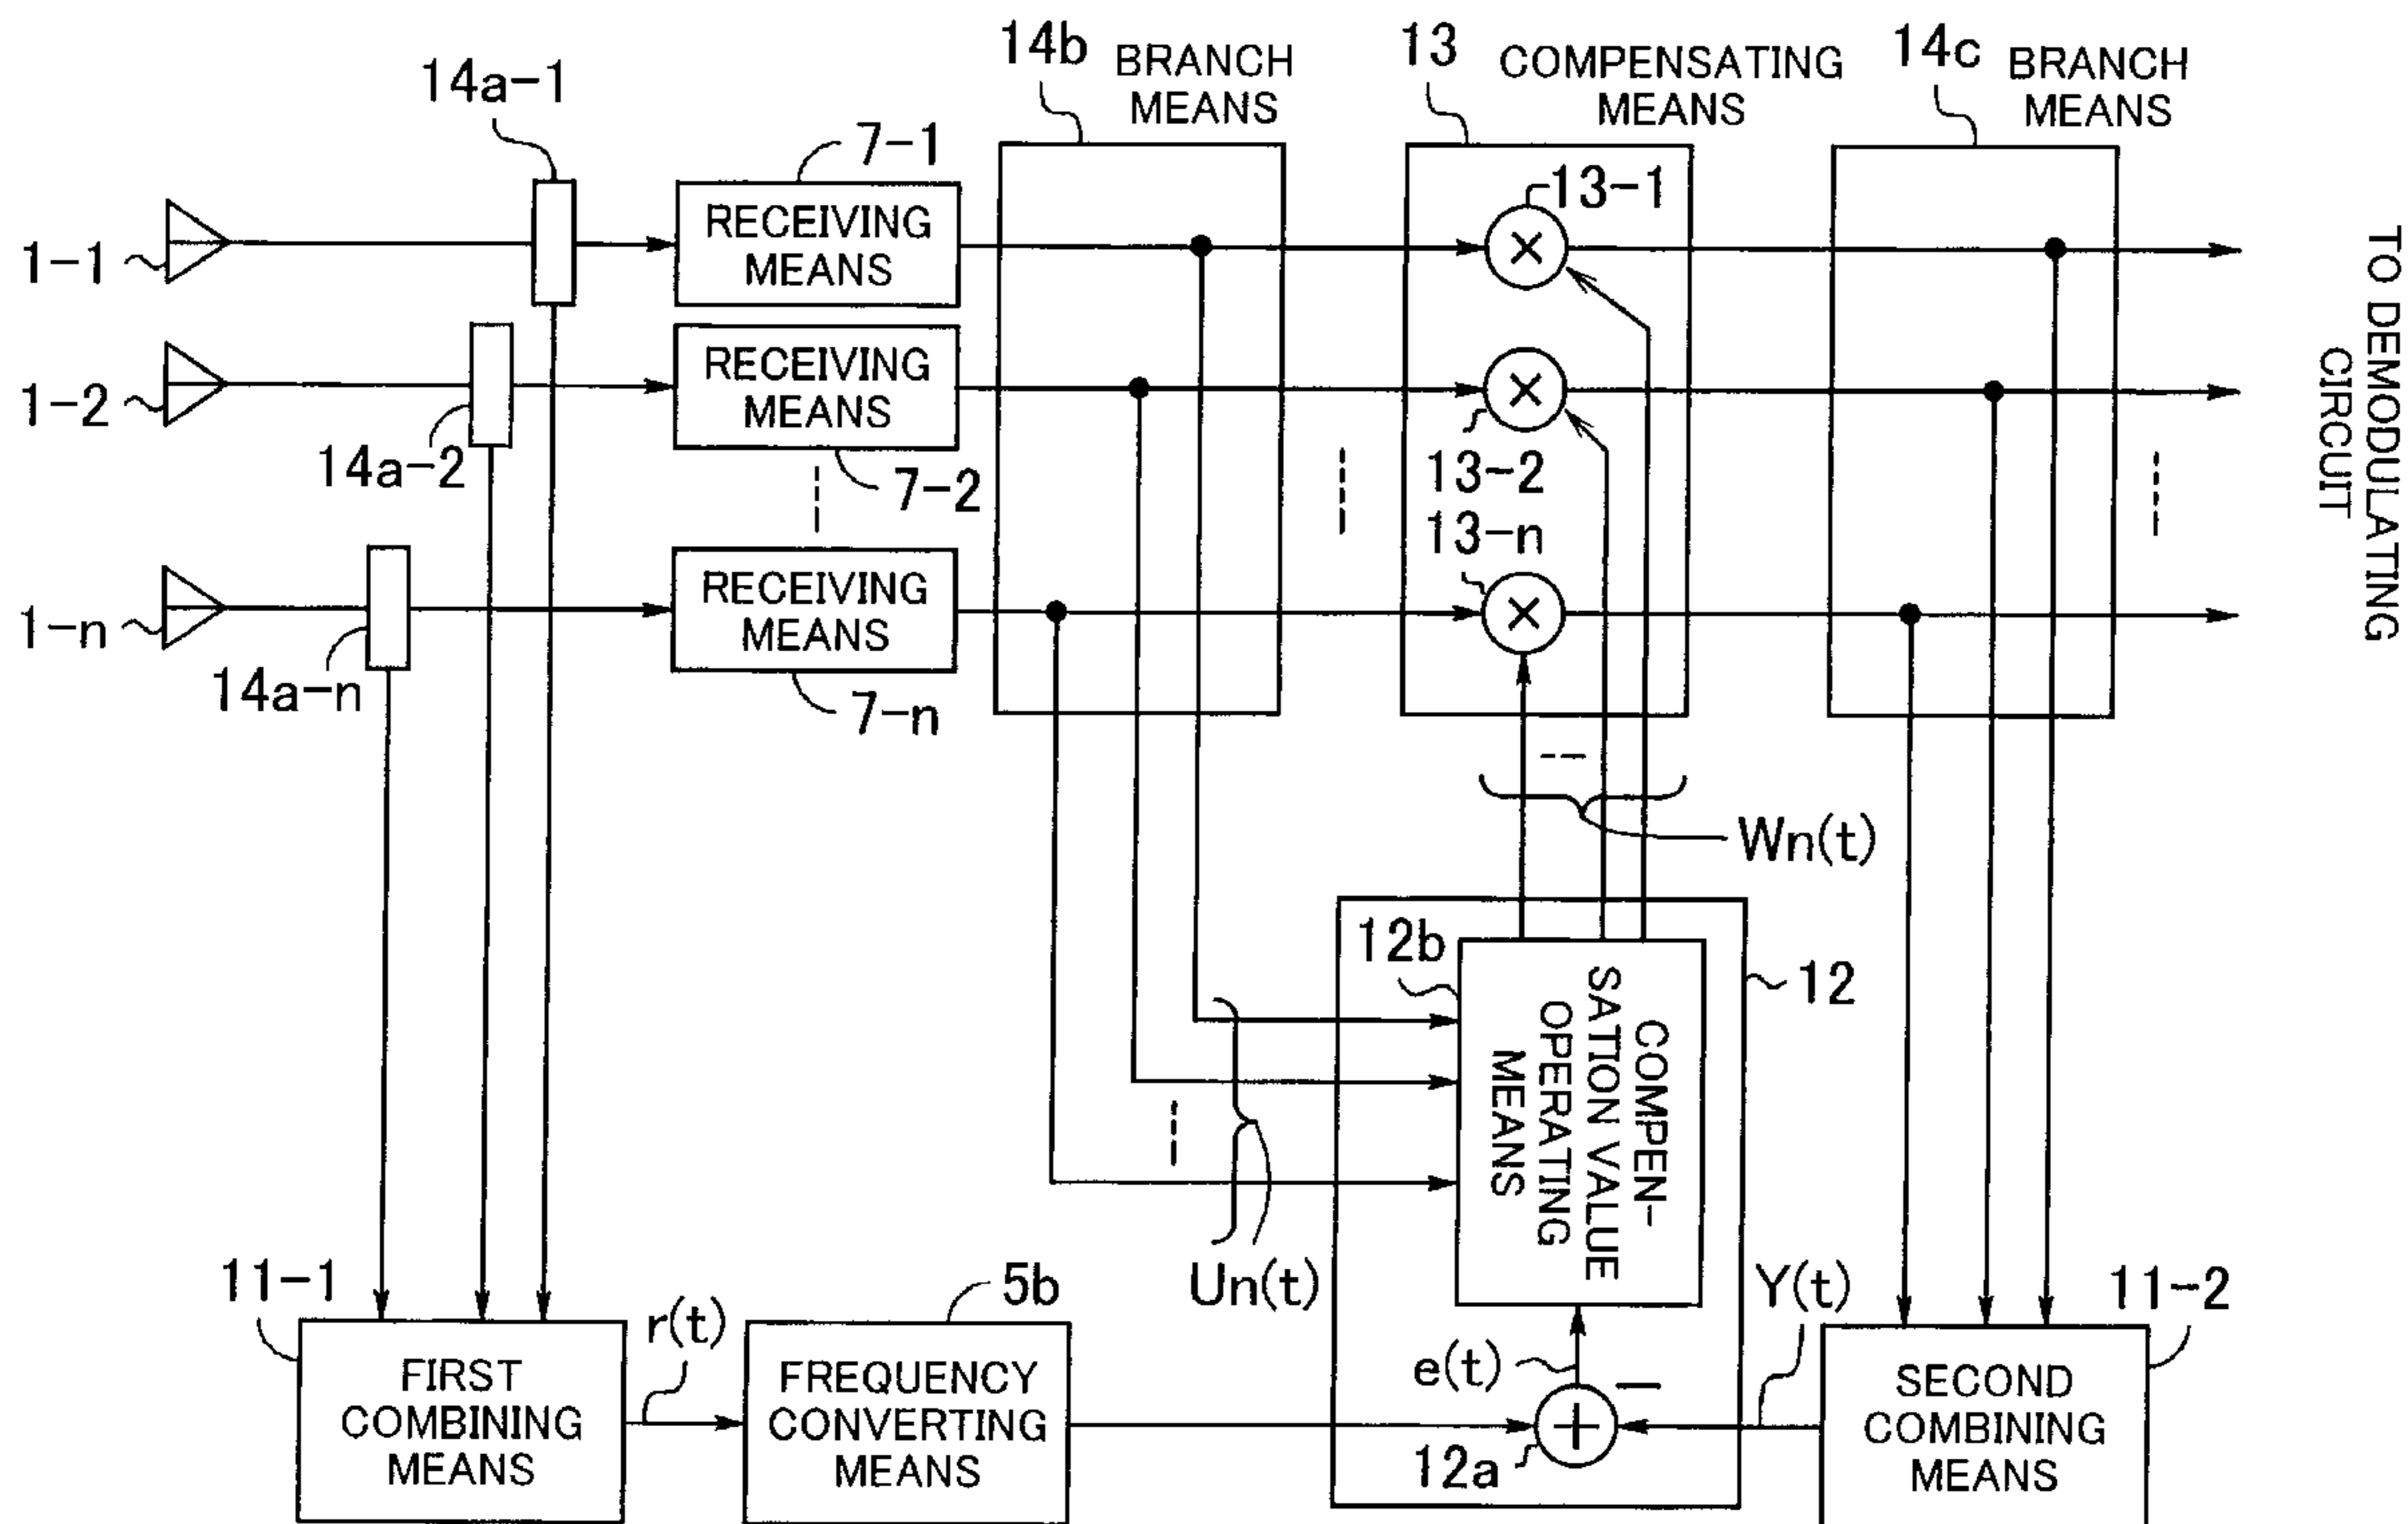 14b BRANCH
MEANS
13 COMPENSATING
MEANS
14c BRANCH
MEANS
14a-1
7-1
13-1
1-1
RECEIVING
MEANS
TO DEMODULATING
CIRCUIT
1-2
RECEIVING
MEANS
14a-2
7-2
13-2
13-n
1-n
RECEIVING
MEANS
14a-n
7-n
Wn(t)
12b
12
COMPEN-
SATION VALUE
OPERATING
MEANS
Un(t)
11-1
r(t)
5b
Y(t)
11-2
e(t)
FIRST
COMBINING
MEANS
FREQUENCY
CONVERTING
MEANS
12a
SECOND
COMBINING
MEANS